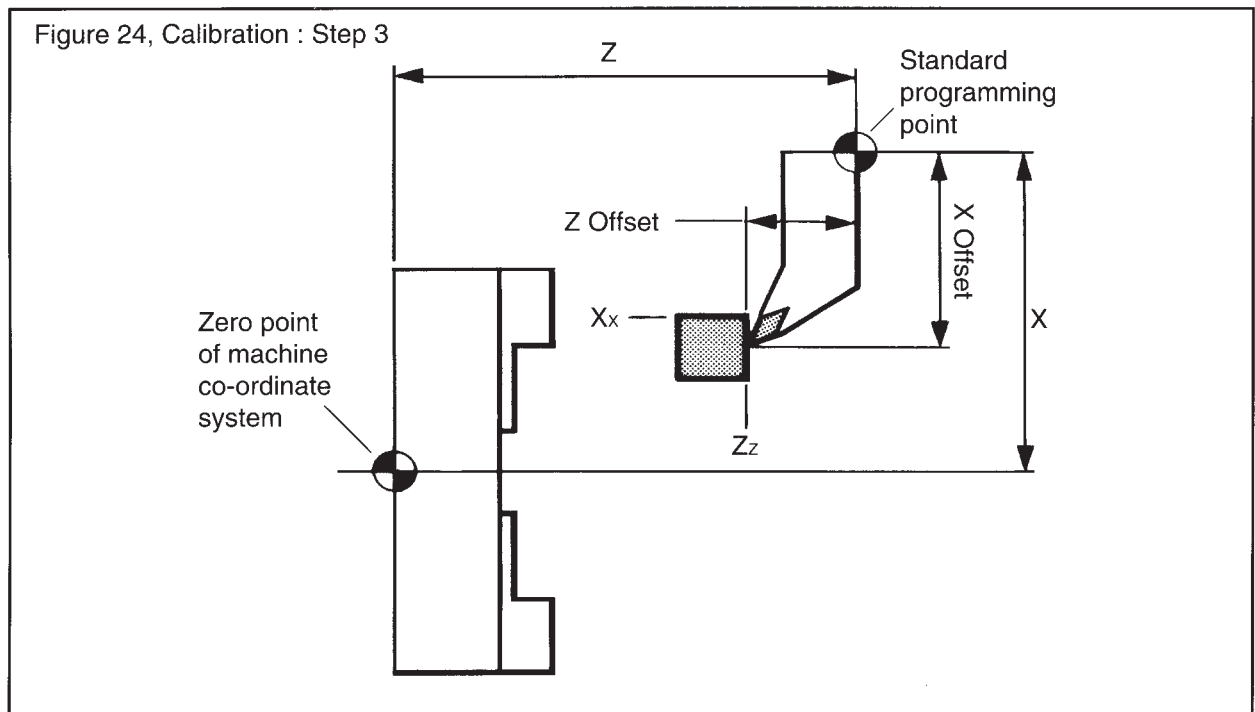 Figure 24, Calibration : Step 3
Z
Standard
programming
point
Z Offset
X Offset
Xx
X
Zero point
of machine
co-ordinate
system
Zz